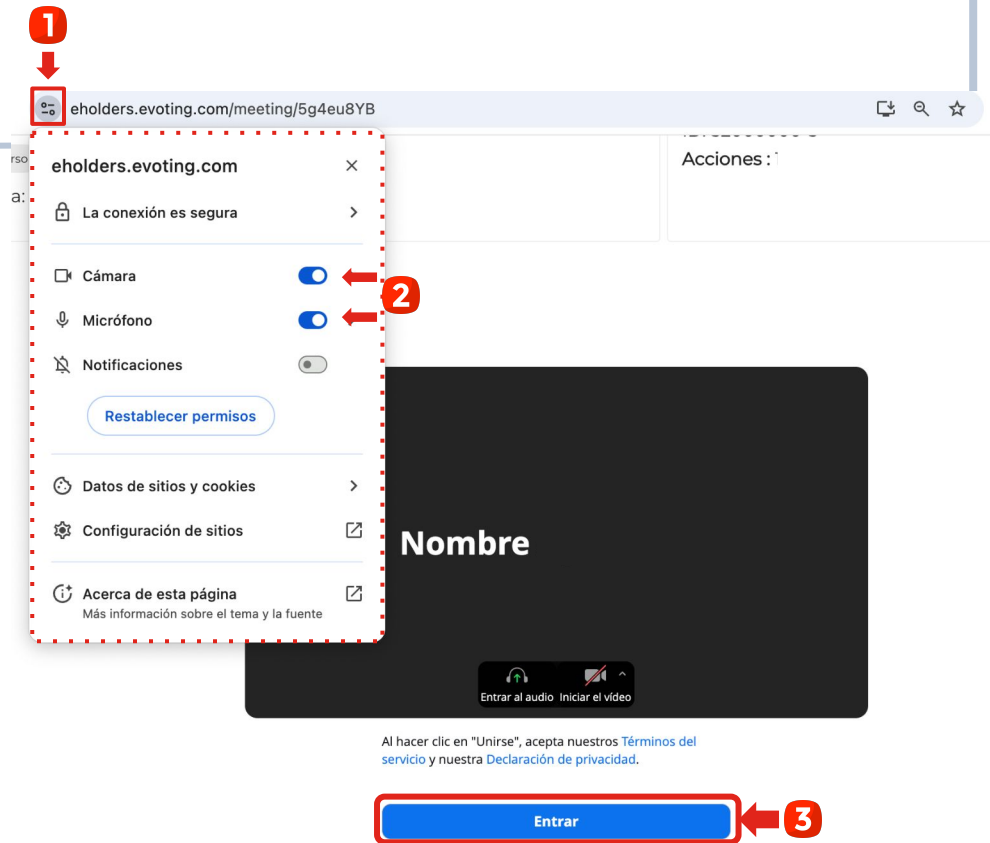 1
eholders.evoting.com/meeting/5g4eu8YB
Acciones :
a:
eholders.evoting.com
La conexión es segura
Cámara
2
Micrófono
Notificaciones
Restablecer permisos
Datos de sitios y cookies
Configuración de sitios
Nombre
Acerca de esta página
Más información sobre el tema y la fuente
Entrar al audio Iniciar el vídeo
Al hacer clic en "Unirse", acepta nuestros Términos del
servicio y nuestra Declaración de privacidad.
Entrar
3